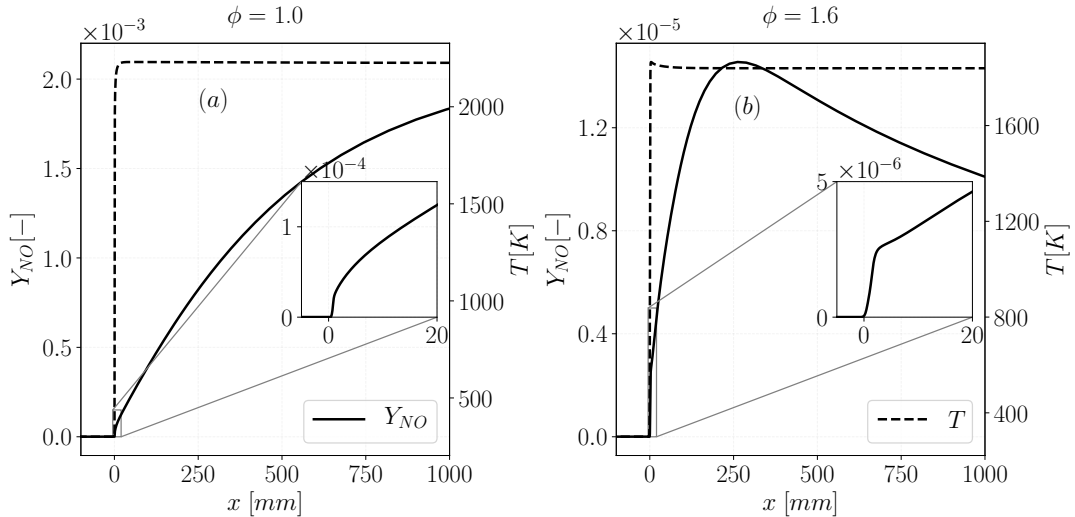 ϕ = 1.0
×10⁻³
2.0
1.5
1.0
0.5
0.0
Y_NO[−]
(a)
×10⁻⁴
1
0
0 20
2000
1500
1000
500
T[K]
Y_NO
0 250 500 750 1000
x [mm]
ϕ = 1.6
×10⁻⁵
1.2
0.8
0.4
0.0
Y_NO[−]
(b)
×10⁻⁶
5
0
0 20
1600
1200
800
400
T[K]
T
0 250 500 750 1000
x [mm]